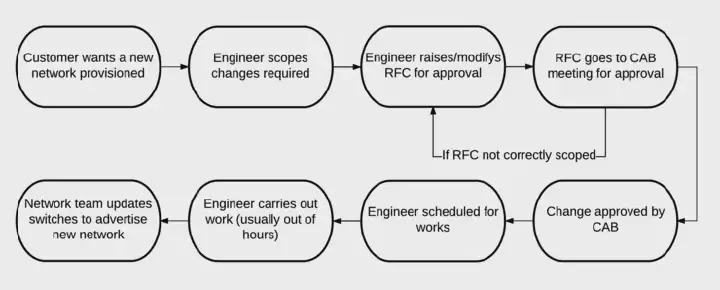 Customer wants a new
network provisioned
Engineer scopes
changes required
Engineer raises/modifys
RFC for approval
RFC goes to CAB
meeting for approval
If RFC not correctly scoped
Network team updates
switches to advertise
new network
Engineer carries out
work (usually out of
hours)
Engineer scheduled for
works
Change approved by
CAB